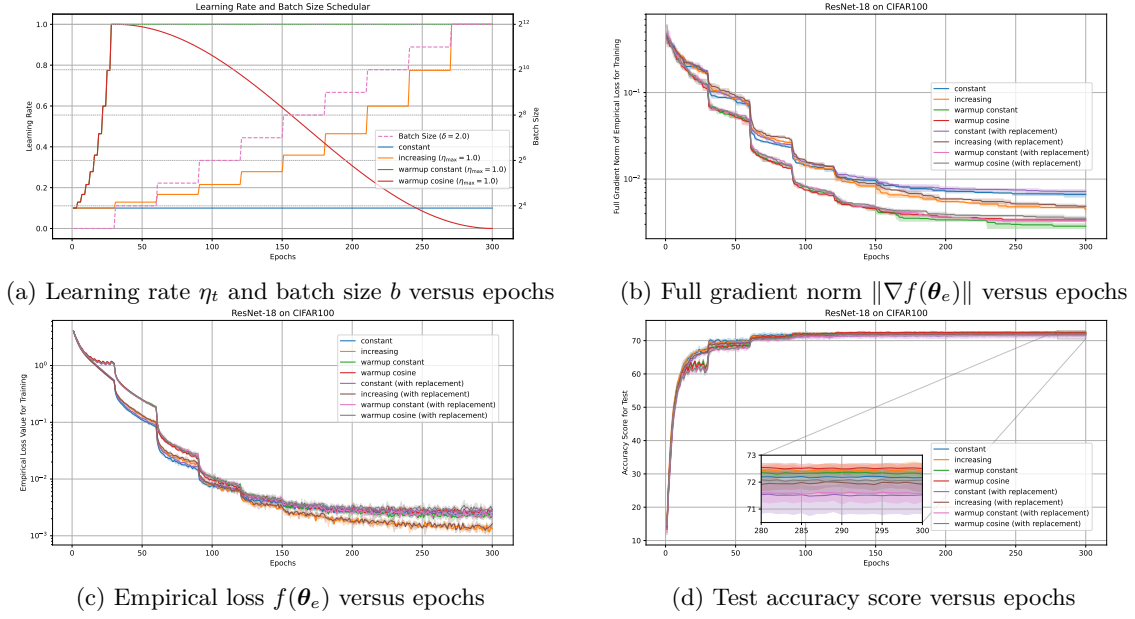 Learning Rate and Batch Size Schedular
1.0
0.8
0.6
0.4
0.2
0.0
Learning Rate
2^12
2^10
2^8
2^6
2^4
Batch Size
Batch Size (δ = 2.0)
constant
increasing (η_max = 1.0)
warmup constant (η_max = 1.0)
warmup cosine (η_max = 1.0)
0 50 100 150 200 250 300
Epochs
(a) Learning rate η_t and batch size b versus epochs
ResNet-18 on CIFAR100
Full Gradient Norm of Empirical Loss for Training
10^−1
10^−2
constant
increasing
warmup constant
warmup cosine
constant (with replacement)
increasing (with replacement)
warmup constant (with replacement)
warmup cosine (with replacement)
0 50 100 150 200 250 300
Epochs
(b) Full gradient norm ‖∇f(θ_e)‖ versus epochs
ResNet-18 on CIFAR100
Empirical Loss Value for Training
10^0
10^−1
10^−2
10^−3
constant
increasing
warmup constant
warmup cosine
constant (with replacement)
increasing (with replacement)
warmup constant (with replacement)
warmup cosine (with replacement)
0 50 100 150 200 250 300
Epochs
(c) Empirical loss f(θ_e) versus epochs
ResNet-18 on CIFAR100
Accuracy Score for Test
70
60
50
40
30
20
10
73
72
71
280 285 290 295 300
constant
increasing
warmup constant
warmup cosine
constant (with replacement)
increasing (with replacement)
warmup constant (with replacement)
warmup cosine (with replacement)
0 50 100 150 200 250 300
Epochs
(d) Test accuracy score versus epochs